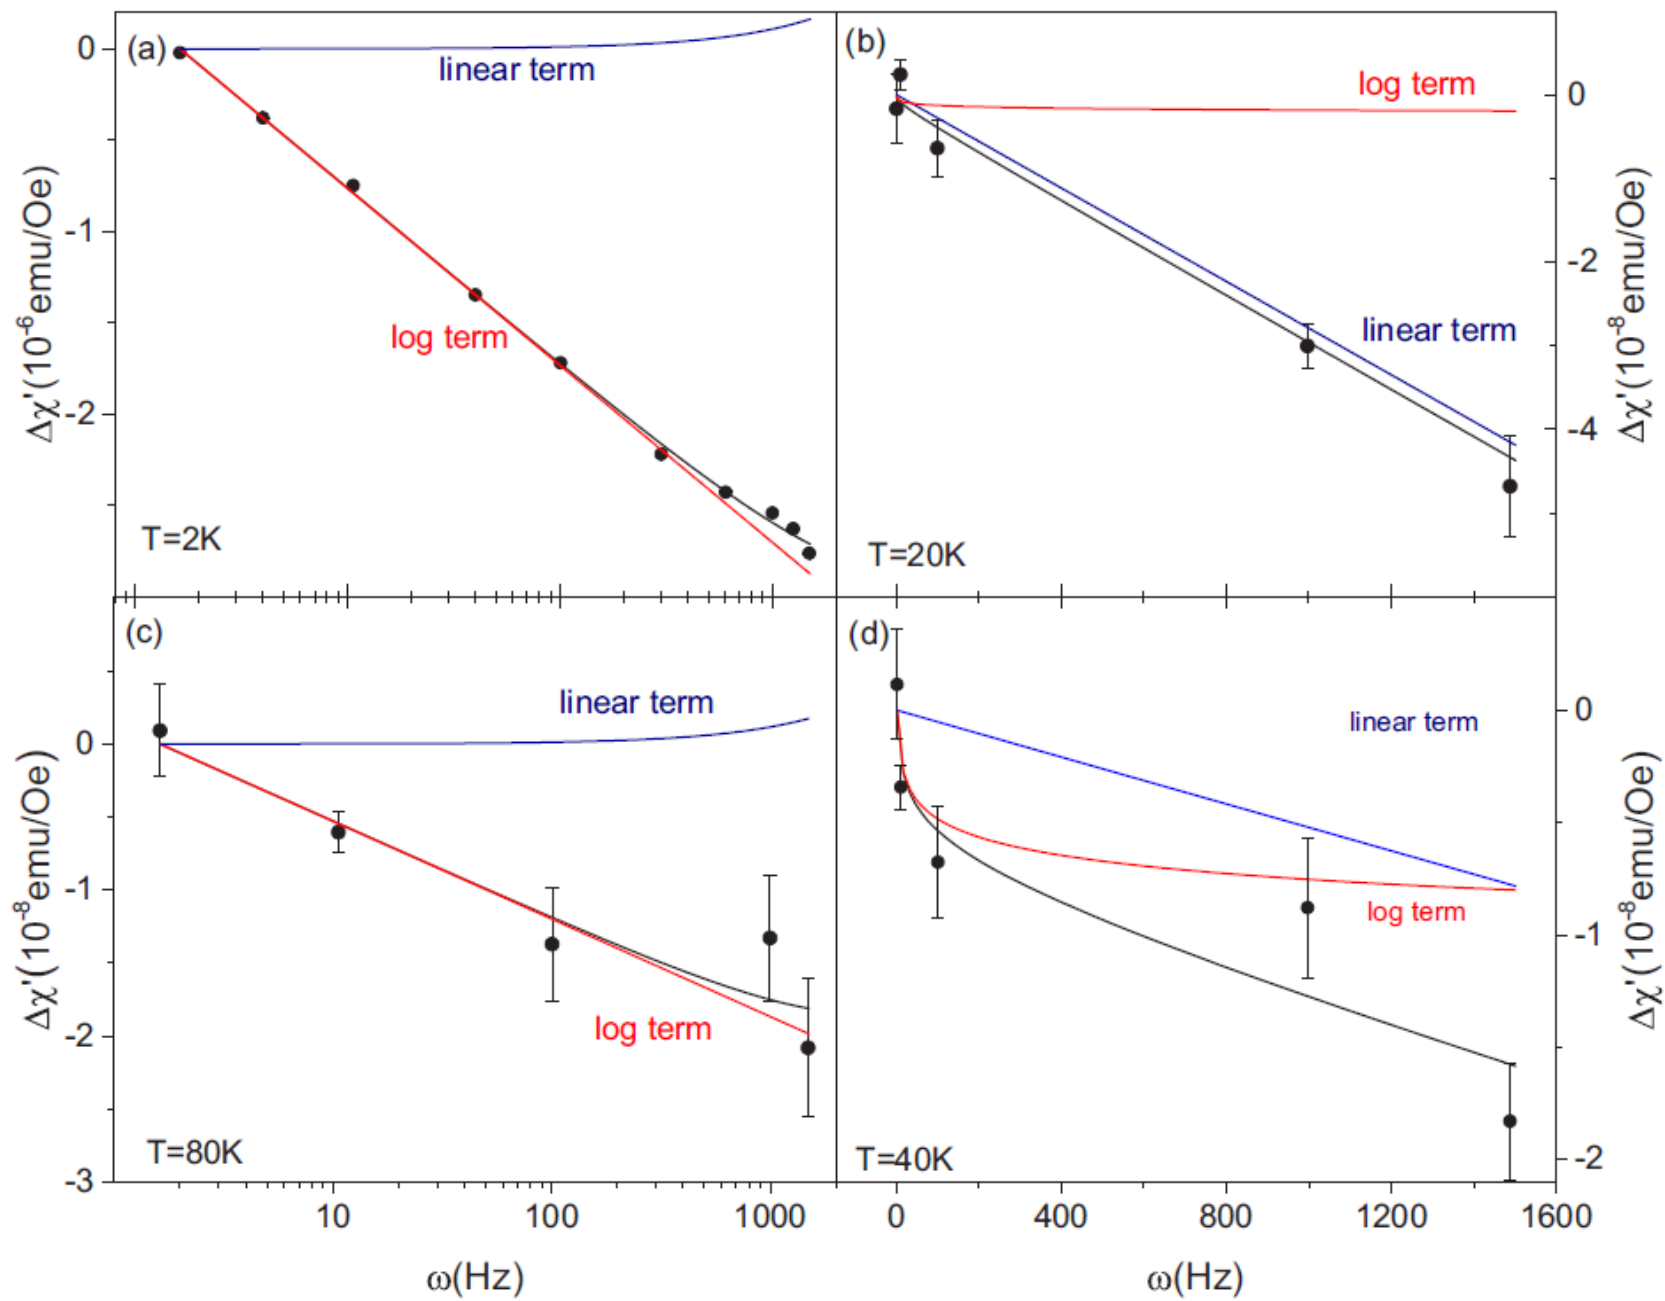 (a)
0
-1
-2
Δχ'(10⁻⁶emu/Oe)
linear term
log term
T=2K
(b)
log term
linear term
T=20K
0
-2
-4
Δχ'(10⁻⁸emu/Oe)
(c)
0
-1
-2
-3
Δχ'(10⁻⁸emu/Oe)
linear term
log term
T=80K
10
100
1000
ω(Hz)
(d)
linear term
log term
T=40K
0
-1
-2
Δχ'(10⁻⁸emu/Oe)
0
400
800
1200
1600
ω(Hz)